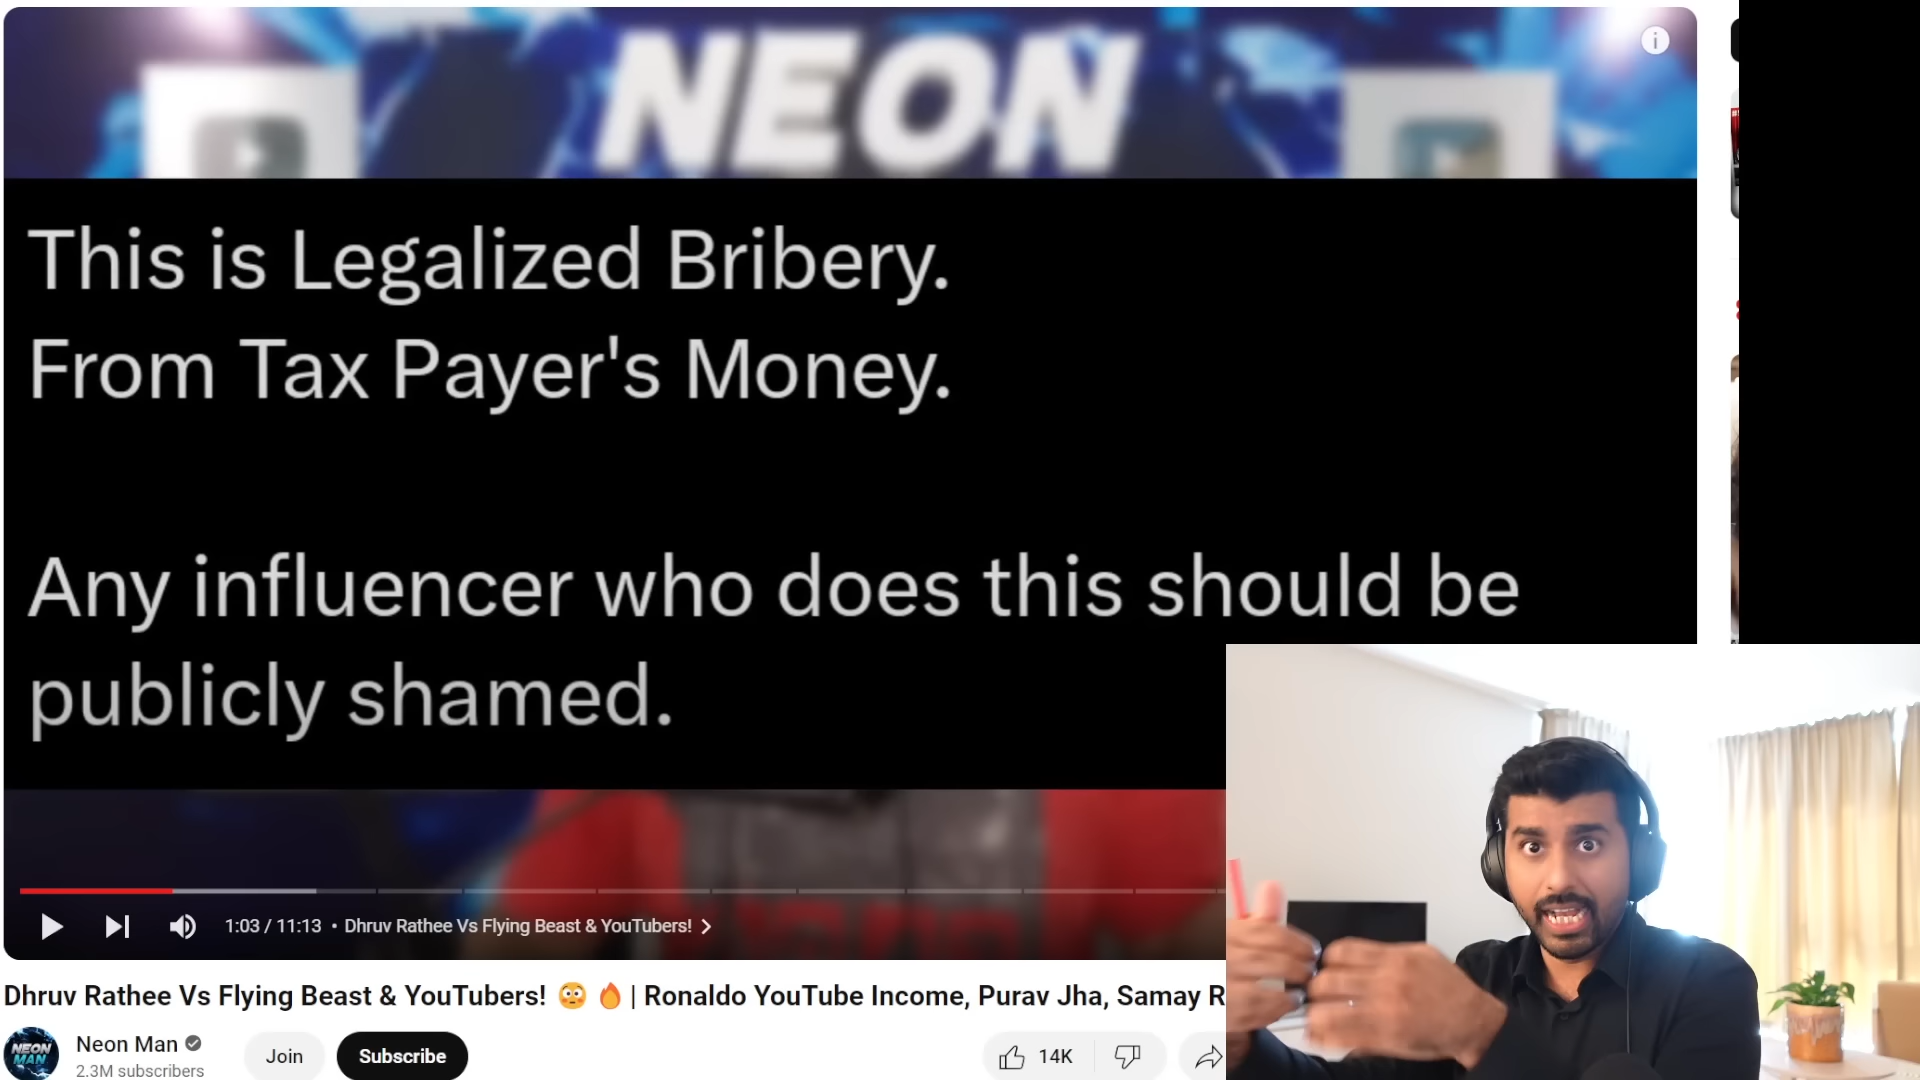 NEON
This is Legalized Bribery.
From Tax Payer's Money.
Any influencer who does this should be
publicly shamed.
1:03 / 11:13 • Dhruv Rathee Vs Flying Beast & YouTubers!
Dhruv Rathee Vs Flying Beast & YouTubers! 😳 🔥 | Ronaldo YouTube Income, Purav Jha, Samay R
NEON MAN
Neon Man
2.3M subscribers
Join
Subscribe
14K